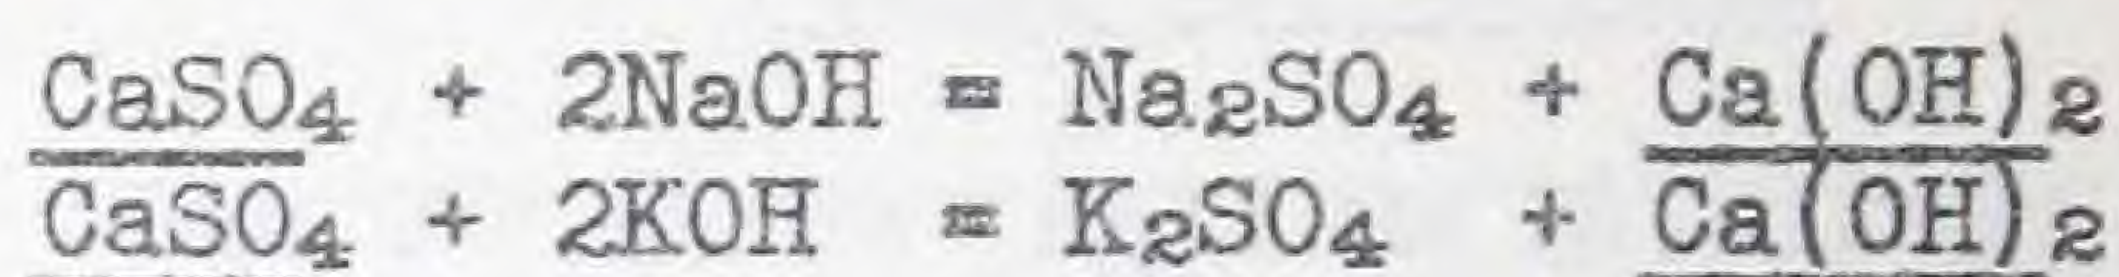 CaSO4 + 2NaOH = Na2SO4 + Ca(OH)2
CaSO4 + 2KOH = K2SO4 + Ca(OH)2